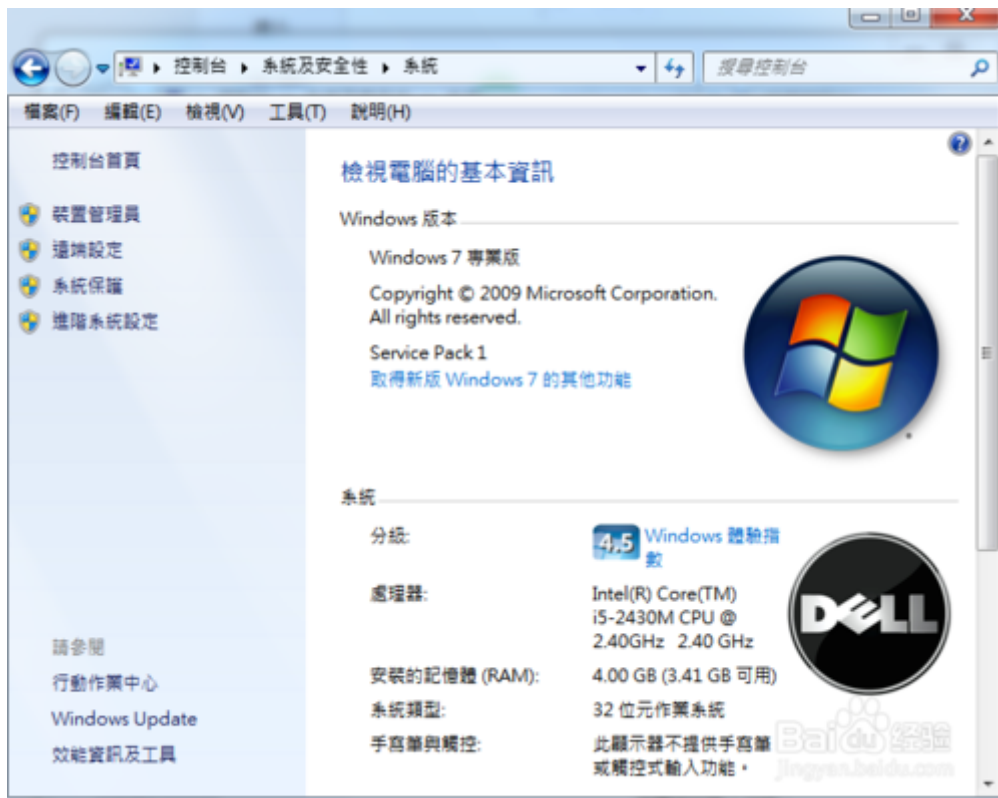 控制台 ▸ 系統及安全性 ▸ 系統
搜尋控制台
檔案(F) 編輯(E) 檢視(V) 工具(T) 說明(H)
控制台首頁
裝置管理員
遠端設定
系統保護
進階系統設定
請參閱
行動作業中心
Windows Update
效能資訊及工具
檢視電腦的基本資訊
Windows 版本
Windows 7 專業版
Copyright © 2009 Microsoft Corporation.
All rights reserved.
Service Pack 1
取得新版 Windows 7 的其他功能
系統
分級:
4.5 Windows 體驗指
數
處理器:
Intel(R) Core(TM)
i5-2430M CPU @
2.40GHz 2.40 GHz
安裝的記憶體 (RAM): 4.00 GB (3.41 GB 可用)
系統類型: 32 位元作業系統
手寫筆與觸控: 此顯示器不提供手寫筆
或觸控式輸入功能。
DELL
Baidu 经验
jingyan.baidu.com